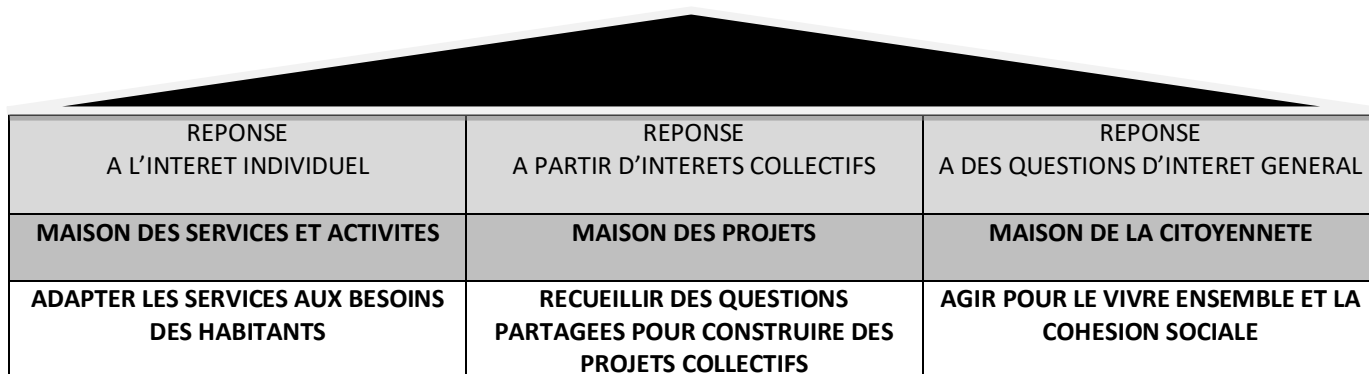 REPONSE
A L’INTERET INDIVIDUEL
REPONSE
A PARTIR D’INTERETS COLLECTIFS
REPONSE
A DES QUESTIONS D’INTERET GENERAL
MAISON DES SERVICES ET ACTIVITES
MAISON DES PROJETS
MAISON DE LA CITOYENNETE
ADAPTER LES SERVICES AUX BESOINS
DES HABITANTS
RECUEILLIR DES QUESTIONS
PARTAGEES POUR CONSTRUIRE DES
PROJETS COLLECTIFS
AGIR POUR LE VIVRE ENSEMBLE ET LA
COHESION SOCIALE